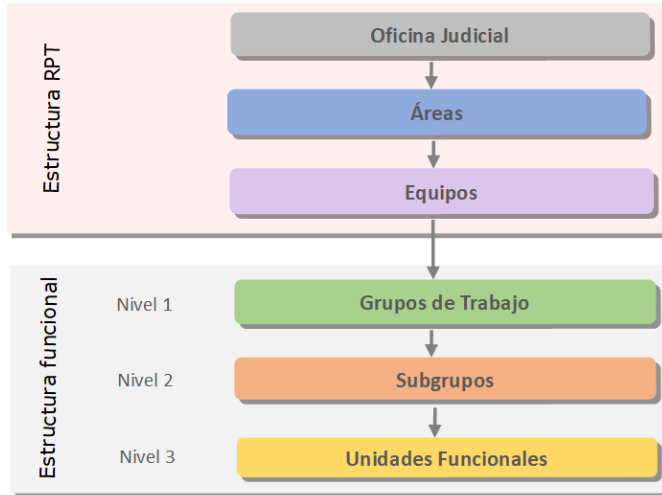 Estructura RPT
Oficina Judicial
Áreas
Equipos
Estructura funcional
Nivel 1
Grupos de Trabajo
Nivel 2
Subgrupos
Nivel 3
Unidades Funcionales